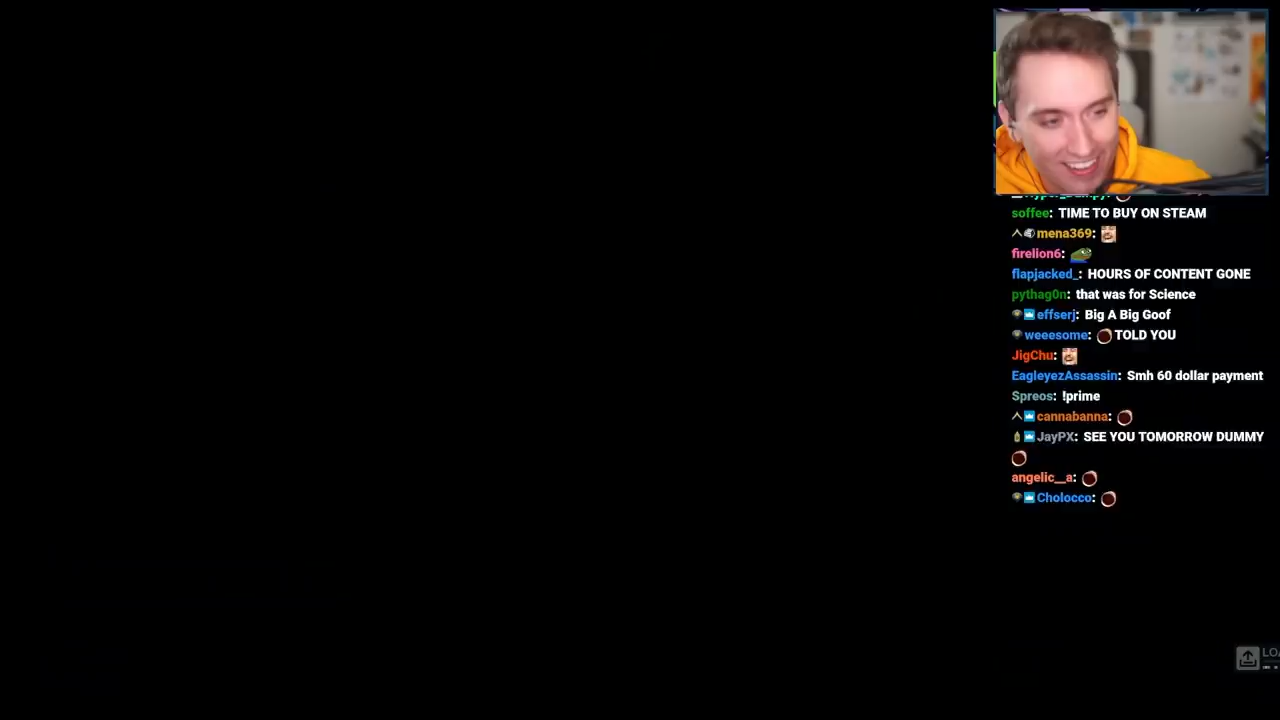 soffee: TIME TO BUY ON STEAM
mena369:
firelion6:
flapjacked_: HOURS OF CONTENT GONE
pythag0n: that was for Science
effserj: Big A Big Goof
weeesome: TOLD YOU
JigChu:
EagleyezAssassin: Smh 60 dollar payment
Spreos: !prime
cannabanna:
JayPX: SEE YOU TOMORROW DUMMY
angelic__a:
Cholocco: